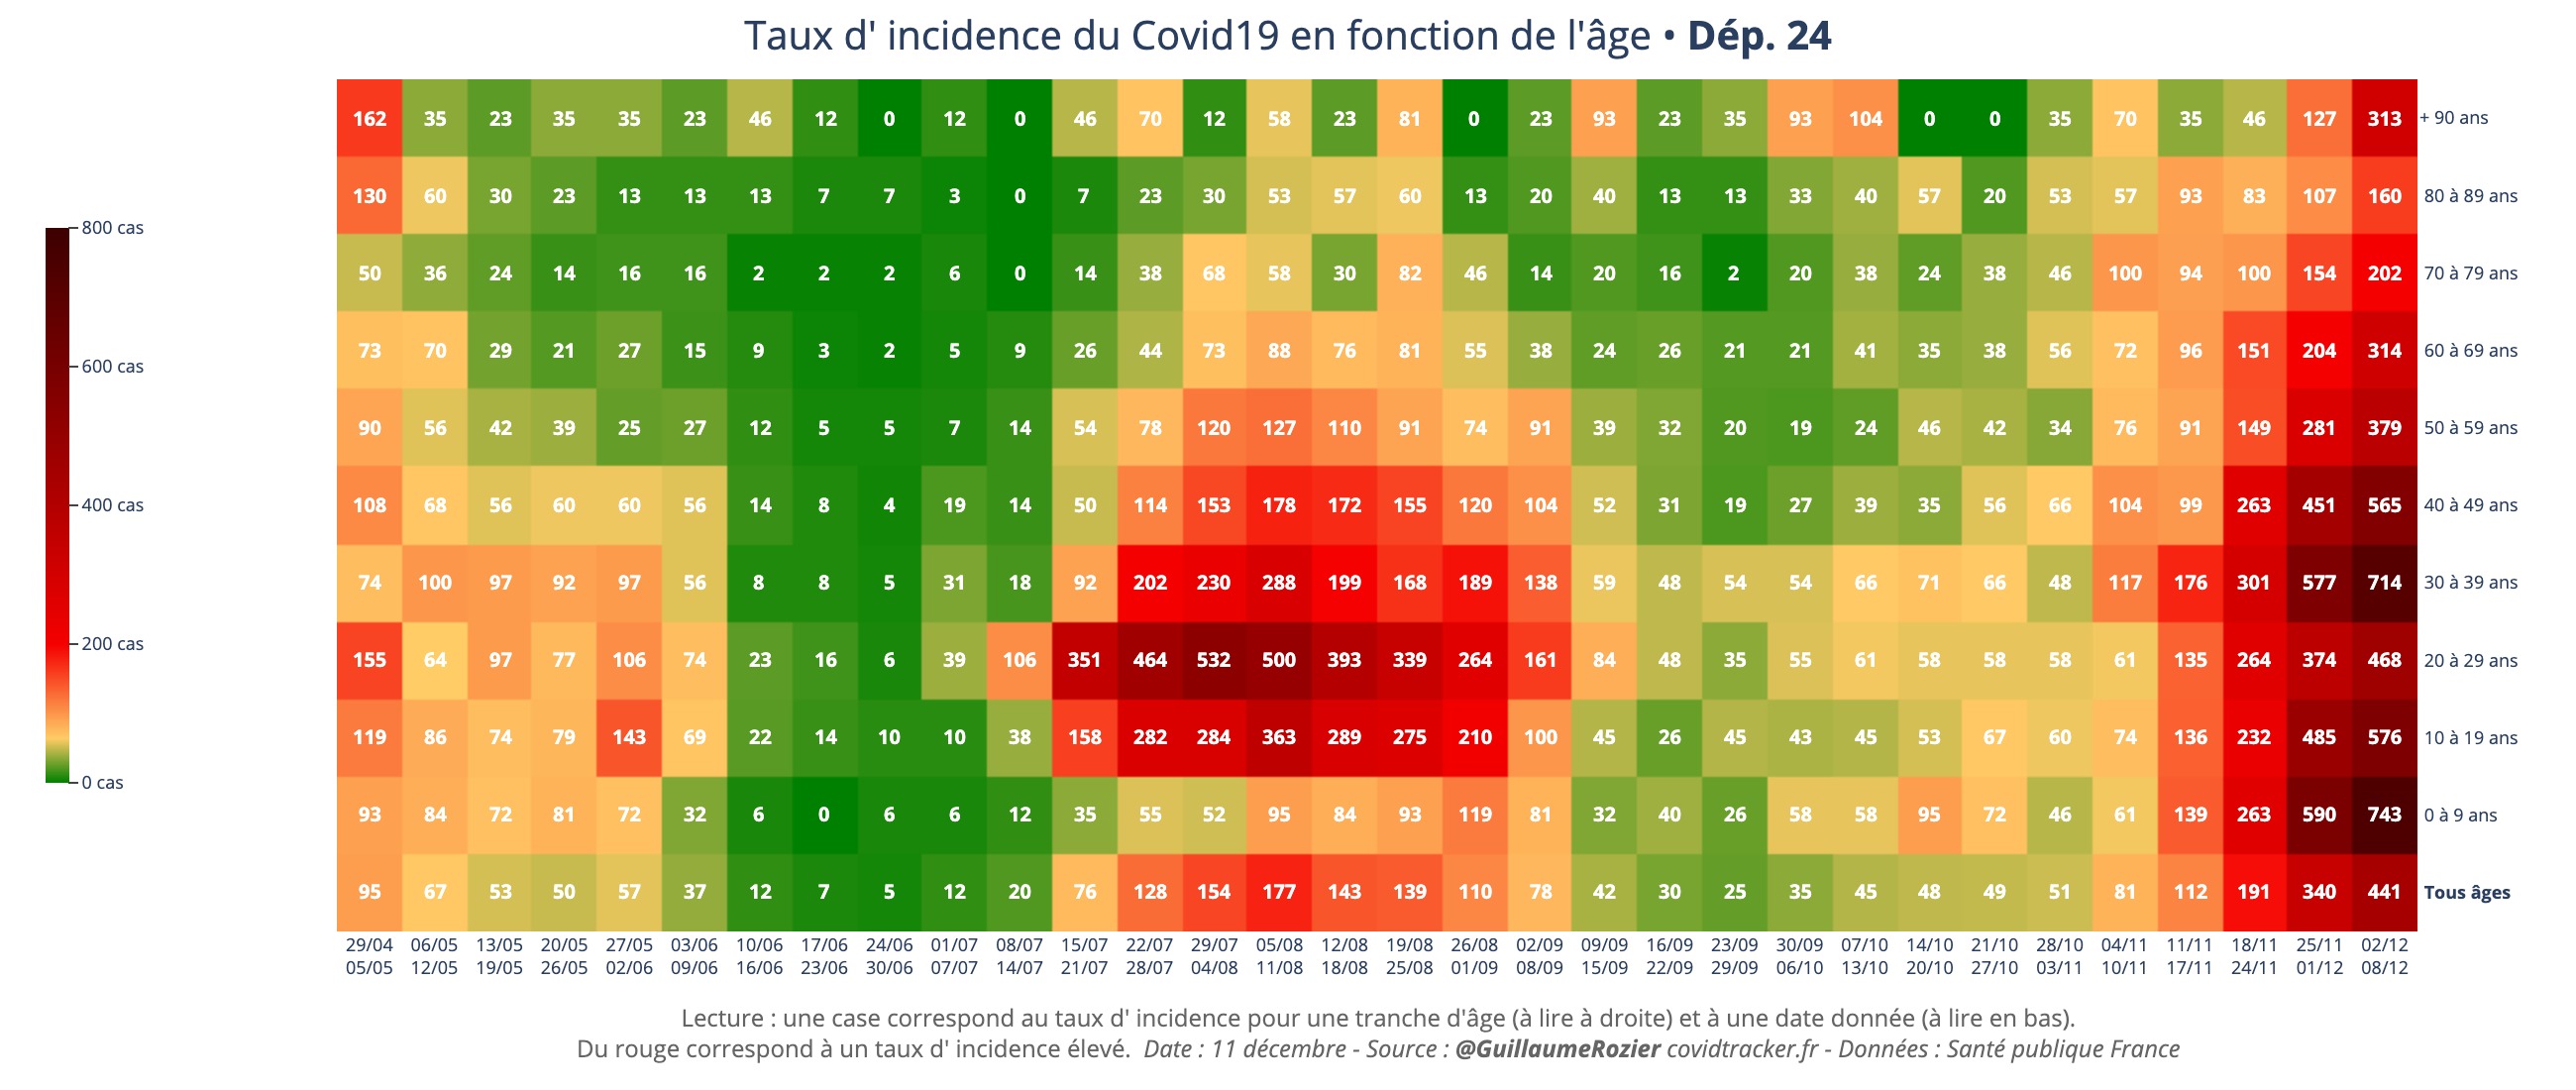 Taux d' incidence du Covid19 en fonction de l'âge • Dép. 24
800 cas
600 cas
400 cas
200 cas
0 cas
162 35 23 35 35 23 46 12 0 12 0 46 70 12 58 23 81 0 23 93 23 35 93 104 0 0 35 70 35 46 127 313 + 90 ans
130 60 30 23 13 13 13 7 7 3 0 7 23 30 53 57 60 13 20 40 13 13 33 40 57 20 53 57 93 83 107 160 80 à 89 ans
50 36 24 14 16 16 2 2 2 6 0 14 38 68 58 30 82 46 14 20 16 2 20 38 24 38 46 100 94 100 154 202 70 à 79 ans
73 70 29 21 27 15 9 3 2 5 9 26 44 73 88 76 81 55 38 24 26 21 21 41 35 38 56 72 96 151 204 314 60 à 69 ans
90 56 42 39 25 27 12 5 5 7 14 54 78 120 127 110 91 74 91 39 32 20 19 24 46 42 34 76 91 149 281 379 50 à 59 ans
108 68 56 60 60 56 14 8 4 19 14 50 114 153 178 172 155 120 104 52 31 19 27 39 35 56 66 104 99 263 451 565 40 à 49 ans
74 100 97 92 97 56 8 8 5 31 18 92 202 230 288 199 168 189 138 59 48 54 54 66 71 66 48 117 176 301 577 714 30 à 39 ans
155 64 97 77 106 74 23 16 6 39 106 351 464 532 500 393 339 264 161 84 48 35 55 61 58 58 58 61 135 264 374 468 20 à 29 ans
119 86 74 79 143 69 22 14 10 10 38 158 282 284 363 289 275 210 100 45 26 45 43 45 53 67 60 74 136 232 485 576 10 à 19 ans
93 84 72 81 72 32 6 0 6 6 12 35 55 52 95 84 93 119 81 32 40 26 58 58 95 72 46 61 139 263 590 743 0 à 9 ans
95 67 53 50 57 37 12 7 5 12 20 76 128 154 177 143 139 110 78 42 30 25 35 45 48 49 51 81 112 191 340 441 Tous âges
29/04 06/05 13/05 20/05 27/05 03/06 10/06 17/06 24/06 01/07 08/07 15/07 22/07 29/07 05/08 12/08 19/08 26/08 02/09 09/09 16/09 23/09 30/09 07/10 14/10 21/10 28/10 04/11 11/11 18/11 25/11 02/12
05/05 12/05 19/05 26/05 02/06 09/06 16/06 23/06 30/06 07/07 14/07 21/07 28/07 04/08 11/08 18/08 25/08 01/09 08/09 15/09 22/09 29/09 06/10 13/10 20/10 27/10 03/11 10/11 17/11 24/11 01/12 08/12
Lecture : une case correspond au taux d' incidence pour une tranche d'âge (à lire à droite) et à une date donnée (à lire en bas).
Du rouge correspond à un taux d' incidence élevé. Date : 11 décembre - Source : @GuillaumeRozier covidtracker.fr - Données : Santé publique France